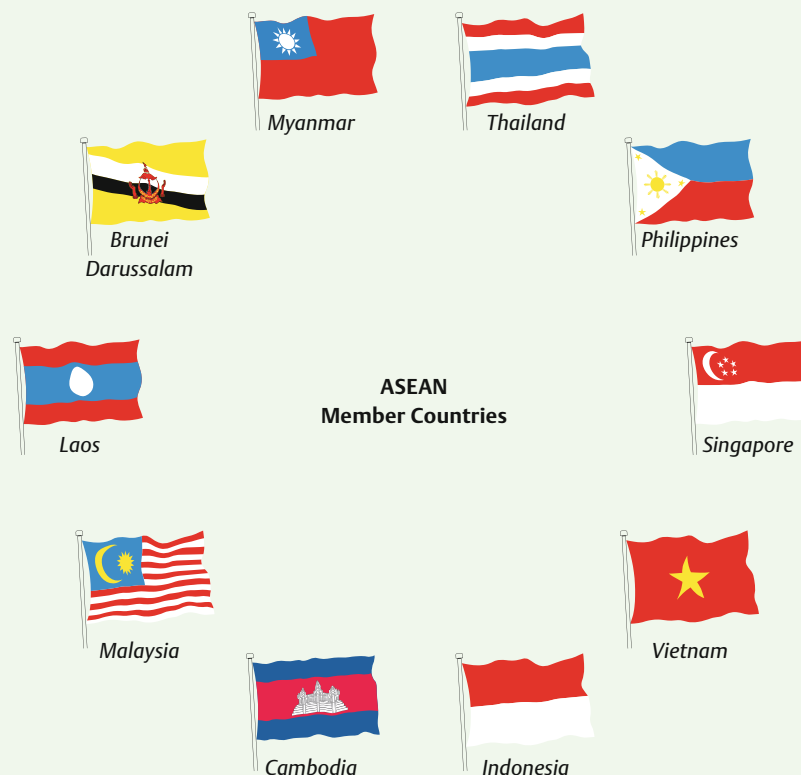 Myanmar
Thailand
Brunei
Darussalam
Philippines
ASEAN
Member Countries
Laos
Singapore
Malaysia
Vietnam
Cambodia
Indonesia